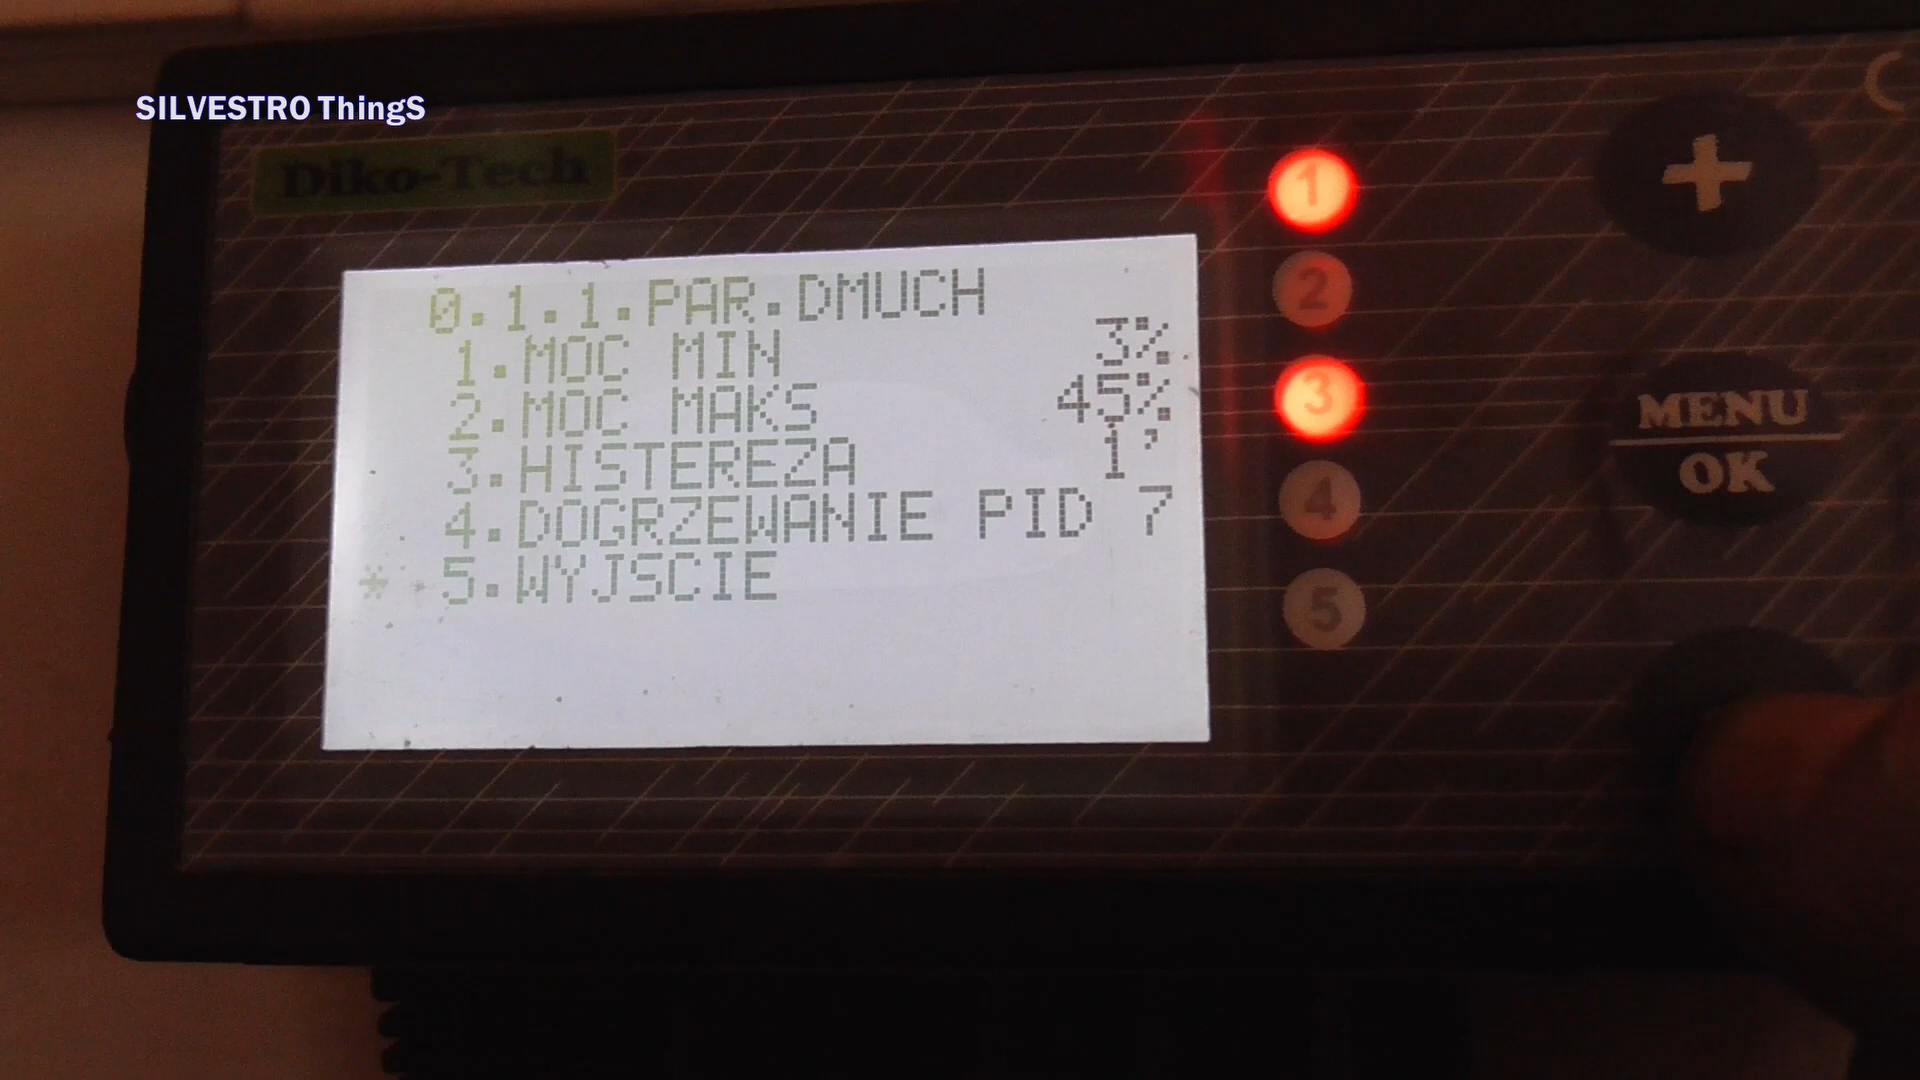 SILVESTRO ThingS
Diko-Tech
0.1.1.PAR.DMUCH
1.MOC MIN 3%
2.MOC MAKS 45%
3.HISTEREZA 1'
4.DOGRZEWANIE PID 7
* 5.WYJSCIE
1
2
3
4
5
+
MENU
OK